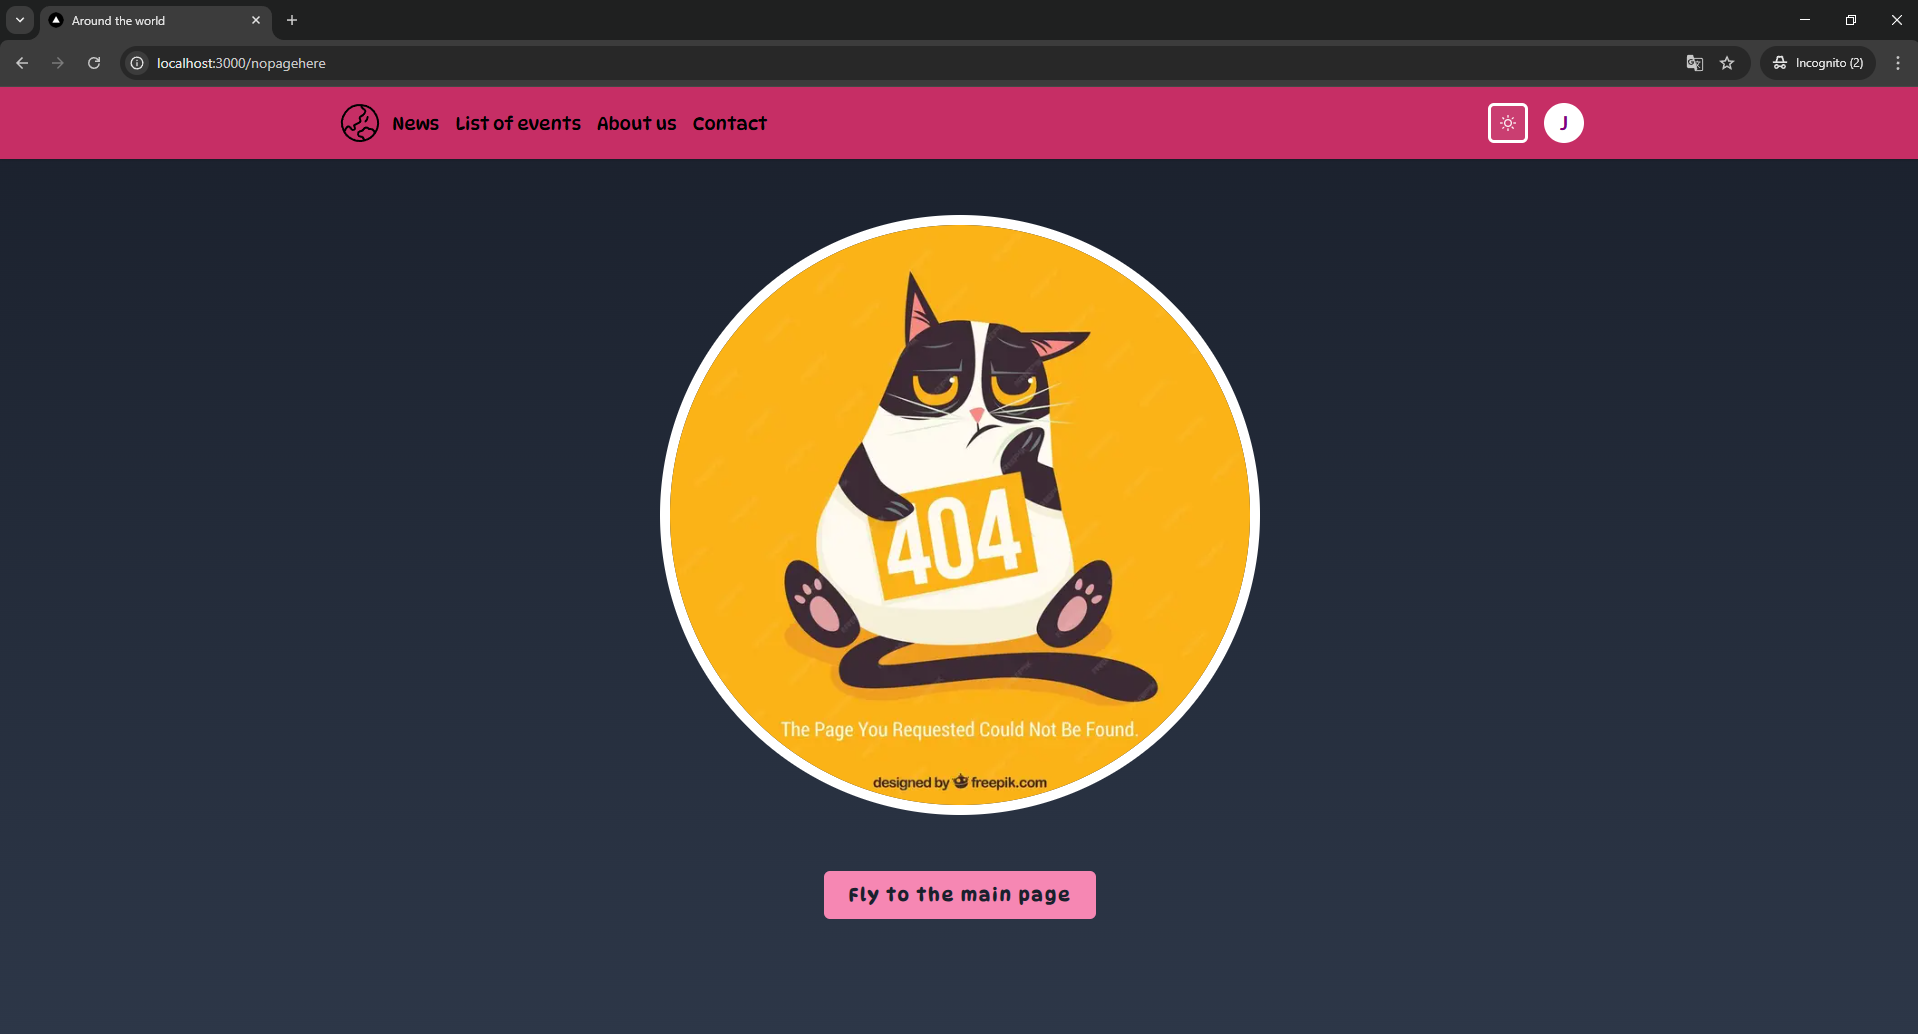 Around the world
localhost:3000/nopagehere
Incognito (2)
News List of events About us Contact
J
404
The Page You Requested Could Not Be Found.
designed by freepik.com
Fly to the main page